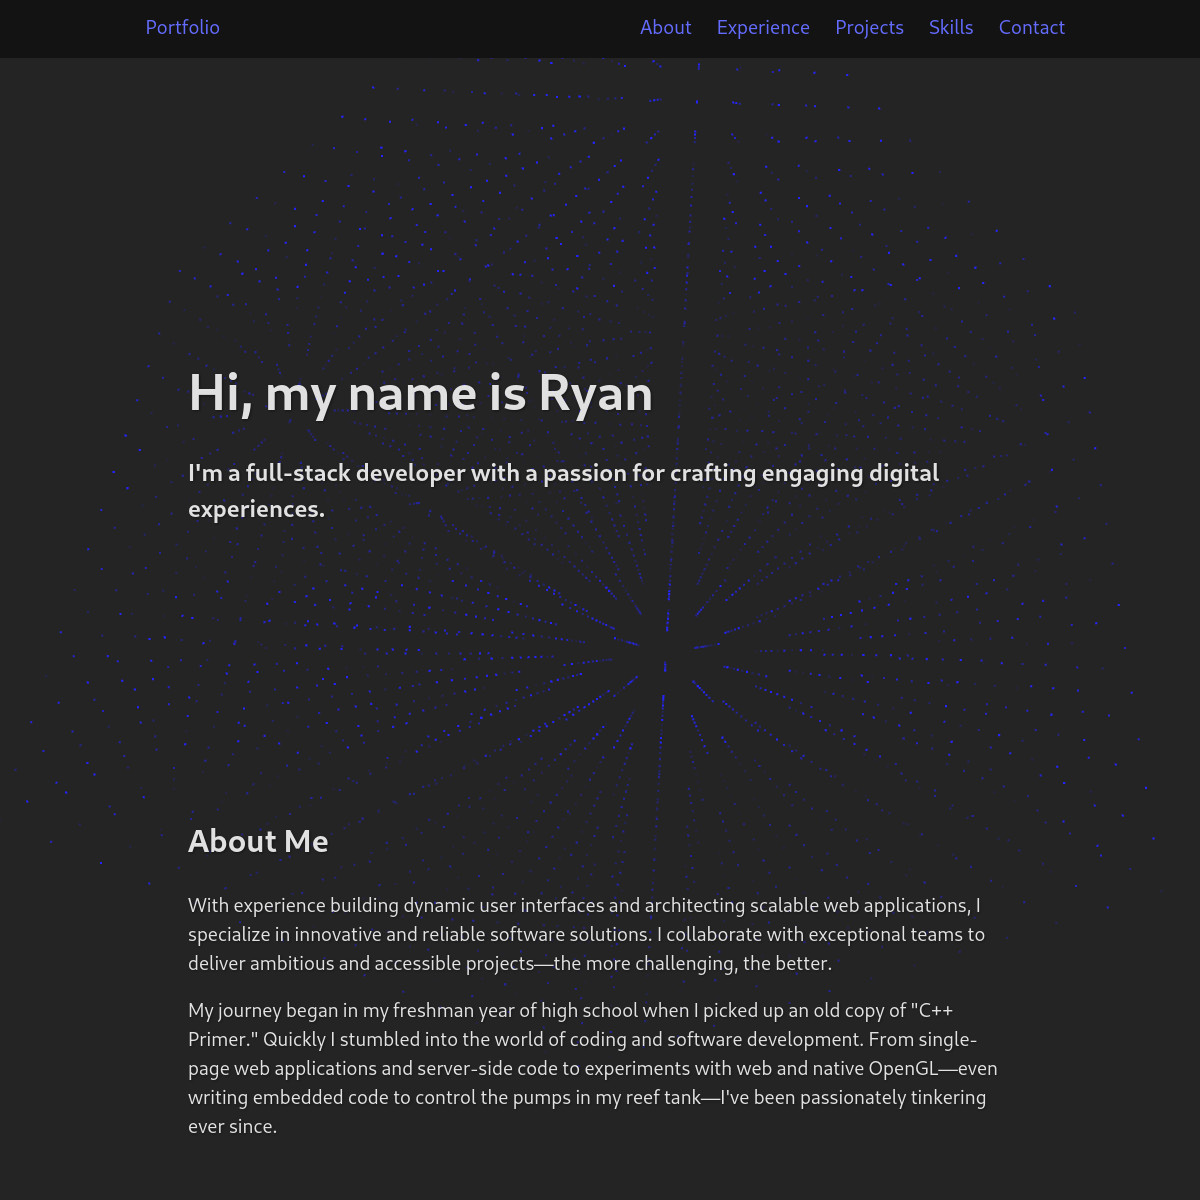 Portfolio
About Experience Projects Skills Contact
Hi, my name is Ryan
I'm a full-stack developer with a passion for crafting engaging digital
experiences.
About Me
With experience building dynamic user interfaces and architecting scalable web applications, I
specialize in innovative and reliable software solutions. I collaborate with exceptional teams to
deliver ambitious and accessible projects—the more challenging, the better.
My journey began in my freshman year of high school when I picked up an old copy of "C++
Primer." Quickly I stumbled into the world of coding and software development. From single-
page web applications and server-side code to experiments with web and native OpenGL—even
writing embedded code to control the pumps in my reef tank—I've been passionately tinkering
ever since.